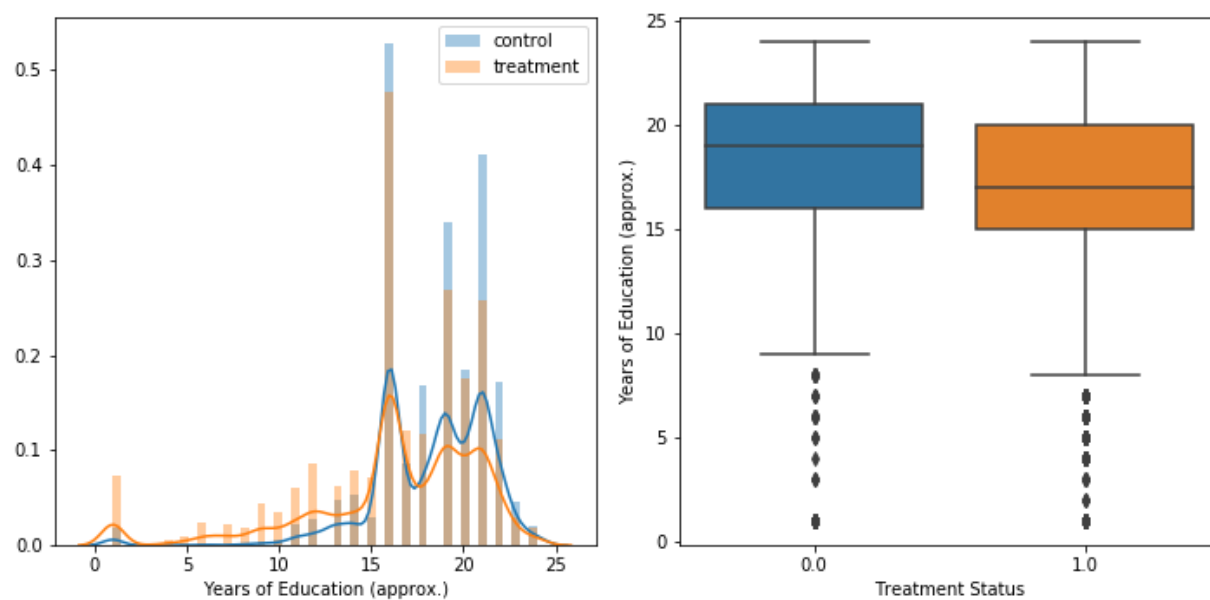 control
treatment
0.5
0.4
0.3
0.2
0.1
0.0
0 5 10 15 20 25
Years of Education (approx.)
25
20
15
10
5
0
Years of Education (approx.)
0.0 1.0
Treatment Status